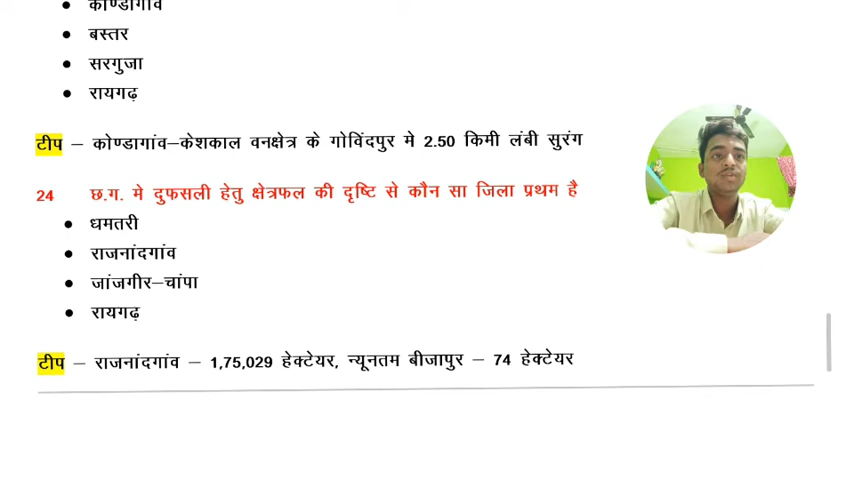 • कोण्डागांव
• बस्तर
• सरगुजा
• रायगढ़
टीप – कोण्डागांव–केशकाल वनक्षेत्र के गोविंदपुर मे 2.50 किमी लंबी सुरंग
24 छ.ग. मे दुफसली हेतु क्षेत्रफल की दृष्टि से कौन सा जिला प्रथम है
• धमतरी
• राजनांदगांव
• जांजगीर–चांपा
• रायगढ़
टीप – राजनांदगांव – 1,75,029 हेक्टेयर, न्यूनतम बीजापुर – 74 हेक्टेयर